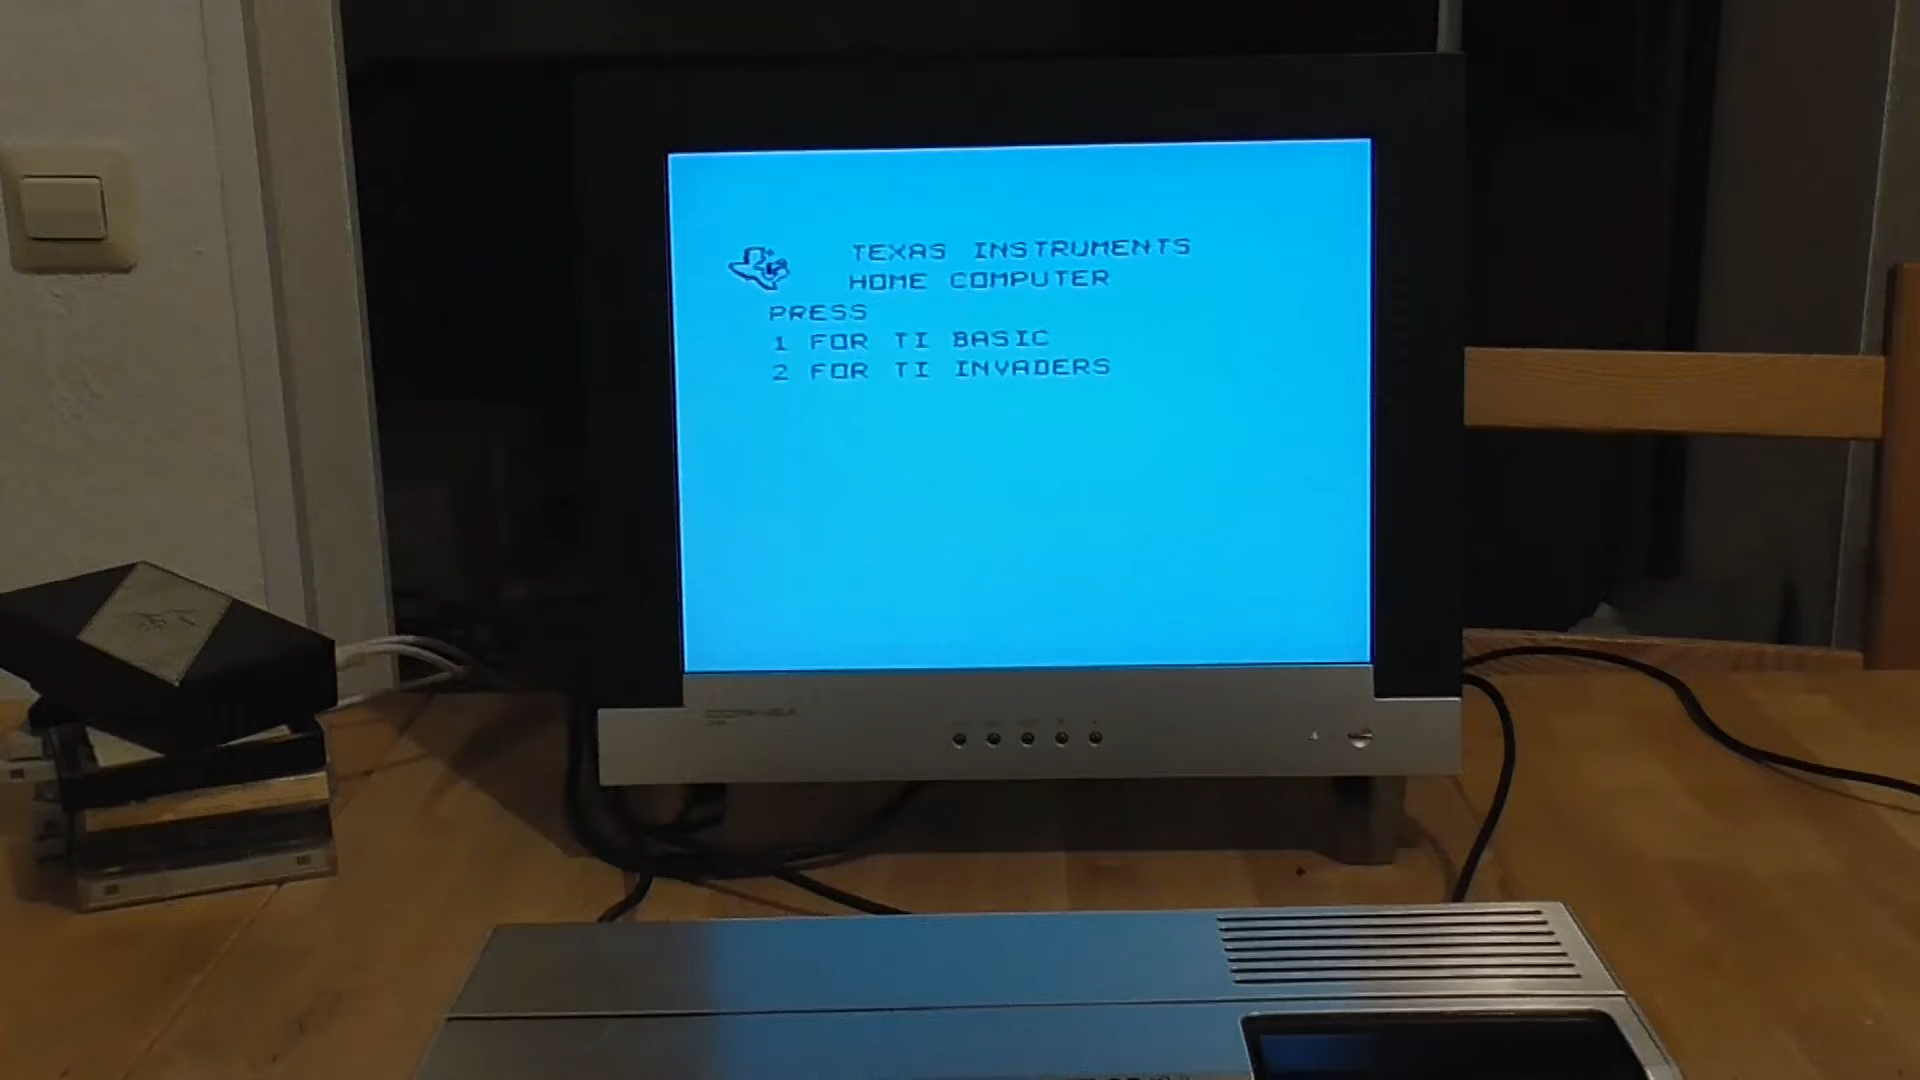 TEXAS INSTRUMENTS
HOME COMPUTER
PRESS
1 FOR TI BASIC
2 FOR TI INVADERS